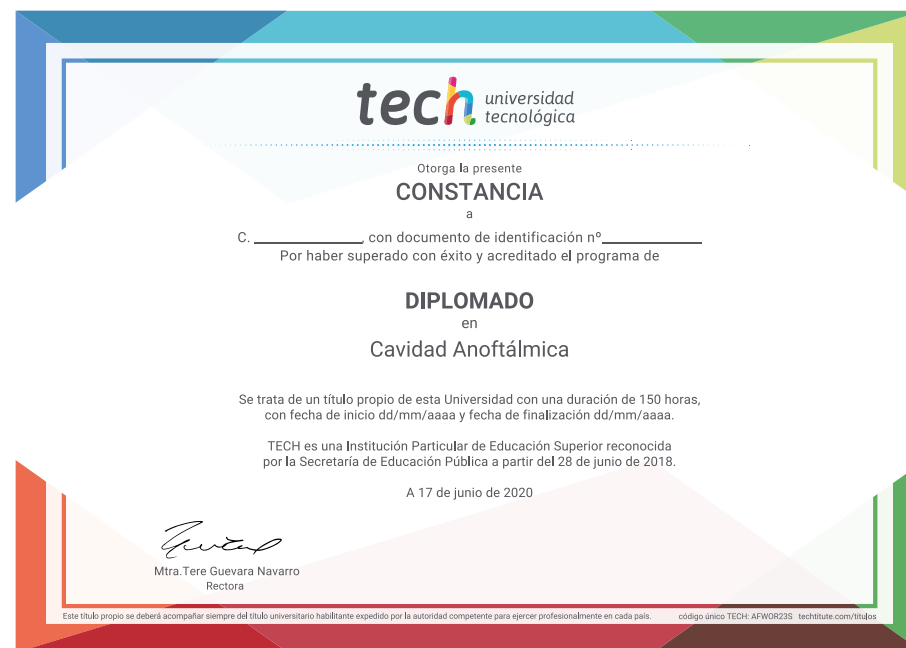 tech universidad
tecnológica
Otorga la presente
CONSTANCIA
a
C. ____________, con documento de identificación nº____________
Por haber superado con éxito y acreditado el programa de
DIPLOMADO
en
Cavidad Anoftálmica
Se trata de un título propio de esta Universidad con una duración de 150 horas,
con fecha de inicio dd/mm/aaaa y fecha de finalización dd/mm/aaaa.
TECH es una Institución Particular de Educación Superior reconocida
por la Secretaría de Educación Pública a partir del 28 de junio de 2018.
A 17 de junio de 2020
Mtra.Tere Guevara Navarro
Rectora
Este título propio se deberá acompañar siempre del título universitario habilitante expedido por la autoridad competente para ejercer profesionalmente en cada país. código único TECH: AFWOR23S techtitute.com/titulos